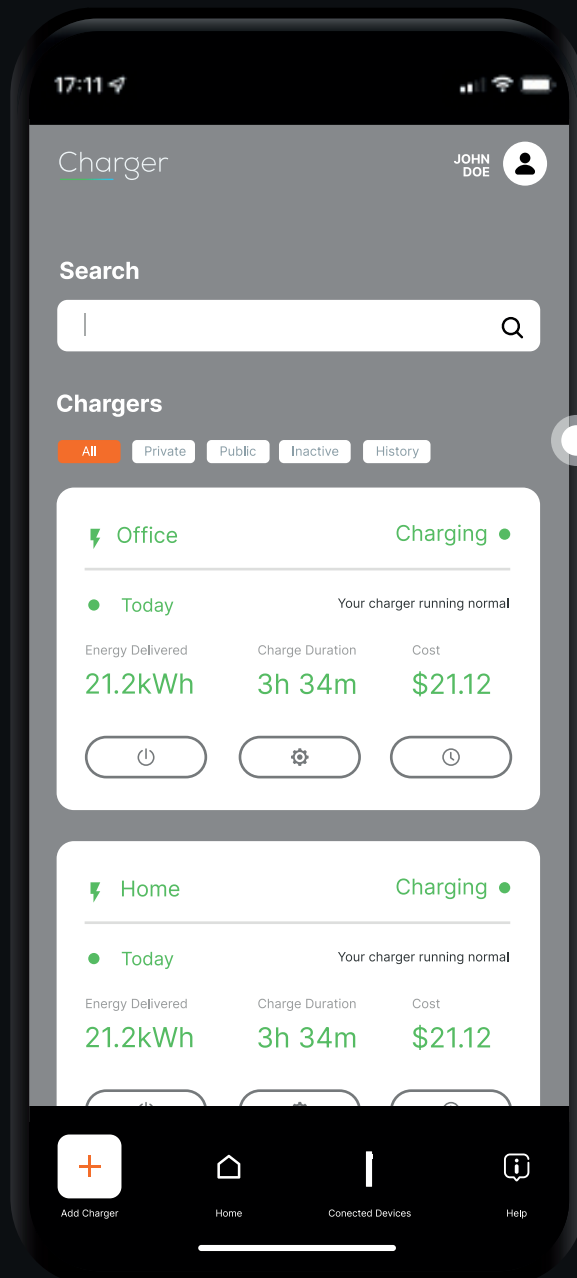 17:11
Charger
JOHN
DOE
Search
Chargers
All Private Public Inactive History
Office Charging
Today Your charger running normal
Energy Delivered Charge Duration Cost
21.2kWh 3h 34m $21.12
Home Charging
Today Your charger running normal
Energy Delivered Charge Duration Cost
21.2kWh 3h 34m $21.12
Add Charger Home Conected Devices Help